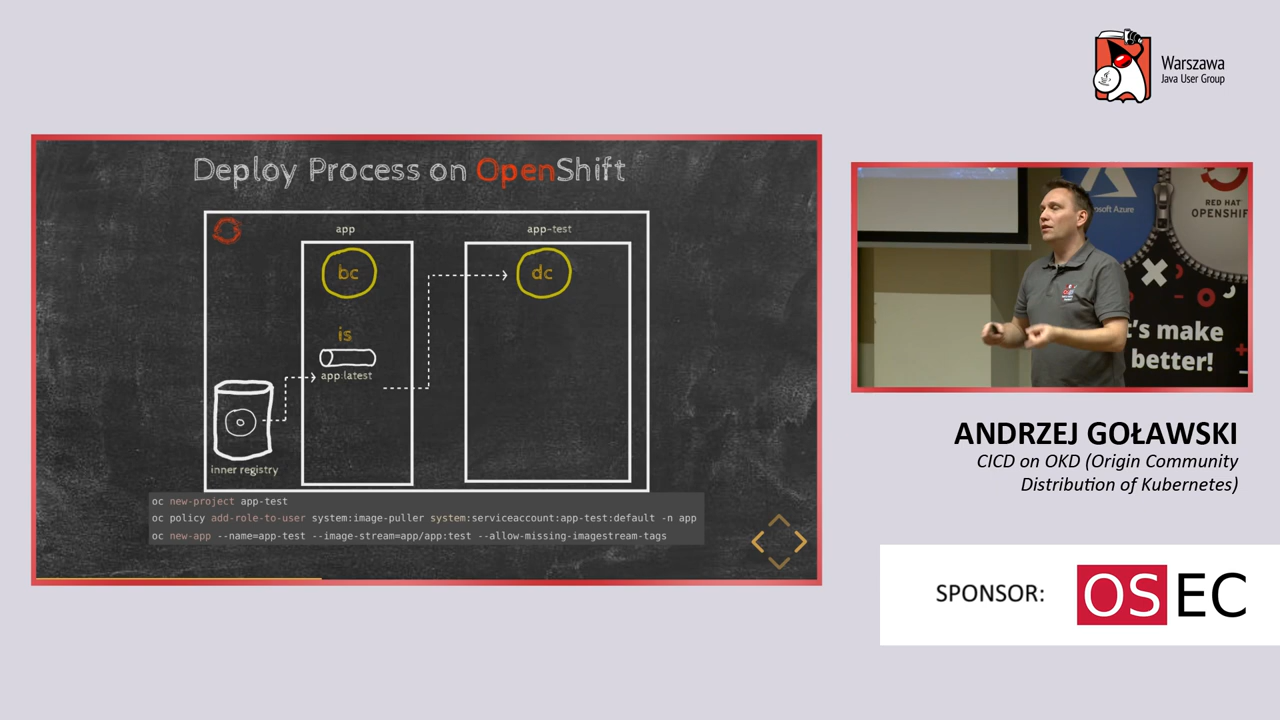 Warszawa
Java User Group
Deploy Process on OpenShift
app
app-test
bc
dc
is
app:latest
inner registry
oc new-project app-test
oc policy add-role-to-user system:image-puller system:serviceaccount:app-test:default -n app
oc new-app --name=app-test --image-stream=app/app:test --allow-missing-imagestream-tags
osoft Azure
RED HAT
OPENSHIF
t's make
better!
ANDRZEJ GOŁAWSKI
CICD on OKD (Origin Community
Distribution of Kubernetes)
SPONSOR:
OSEC